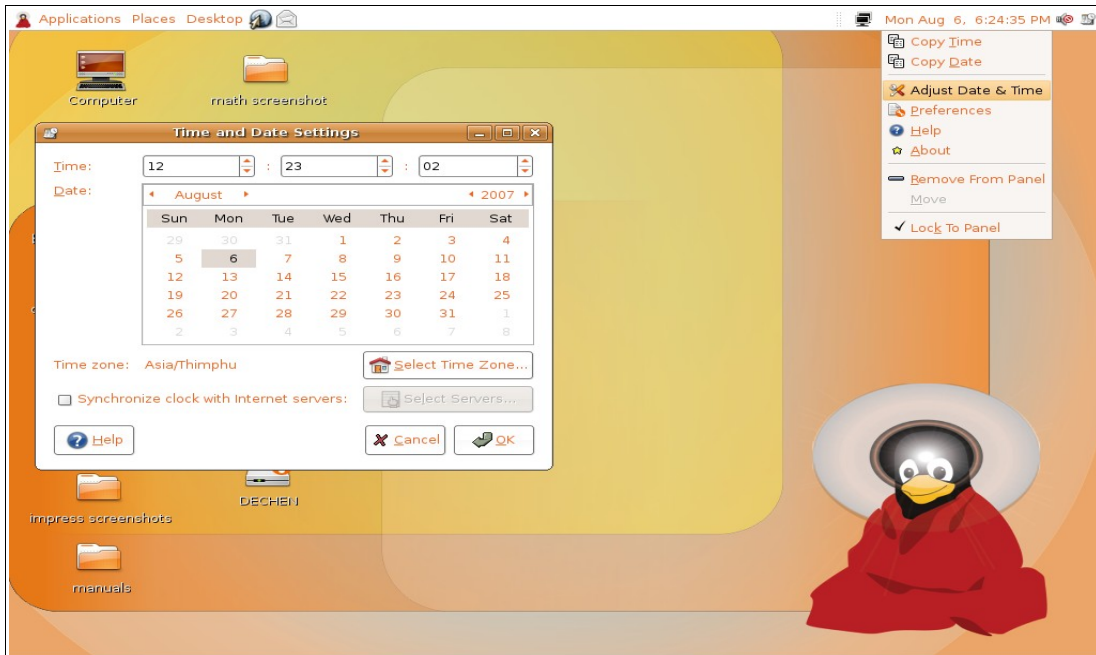 Applications Places Desktop
Mon Aug 6, 6:24:35 PM
Copy Time
Copy Date
Adjust Date & Time
Preferences
Help
About
Remove From Panel
Move
Lock To Panel
Computer
math screenshot
Time and Date Settings
Time: 12 : 23 : 02
Date:
August 2007
Sun Mon Tue Wed Thu Fri Sat
29 30 31 1 2 3 4
5 6 7 8 9 10 11
12 13 14 15 16 17 18
19 20 21 22 23 24 25
26 27 28 29 30 31 1
2 3 4 5 6 7 8
Time zone: Asia/Thimphu Select Time Zone...
Synchronize clock with Internet servers: Select Servers...
Help Cancel OK
DECHEN
impress screenshots
manuals